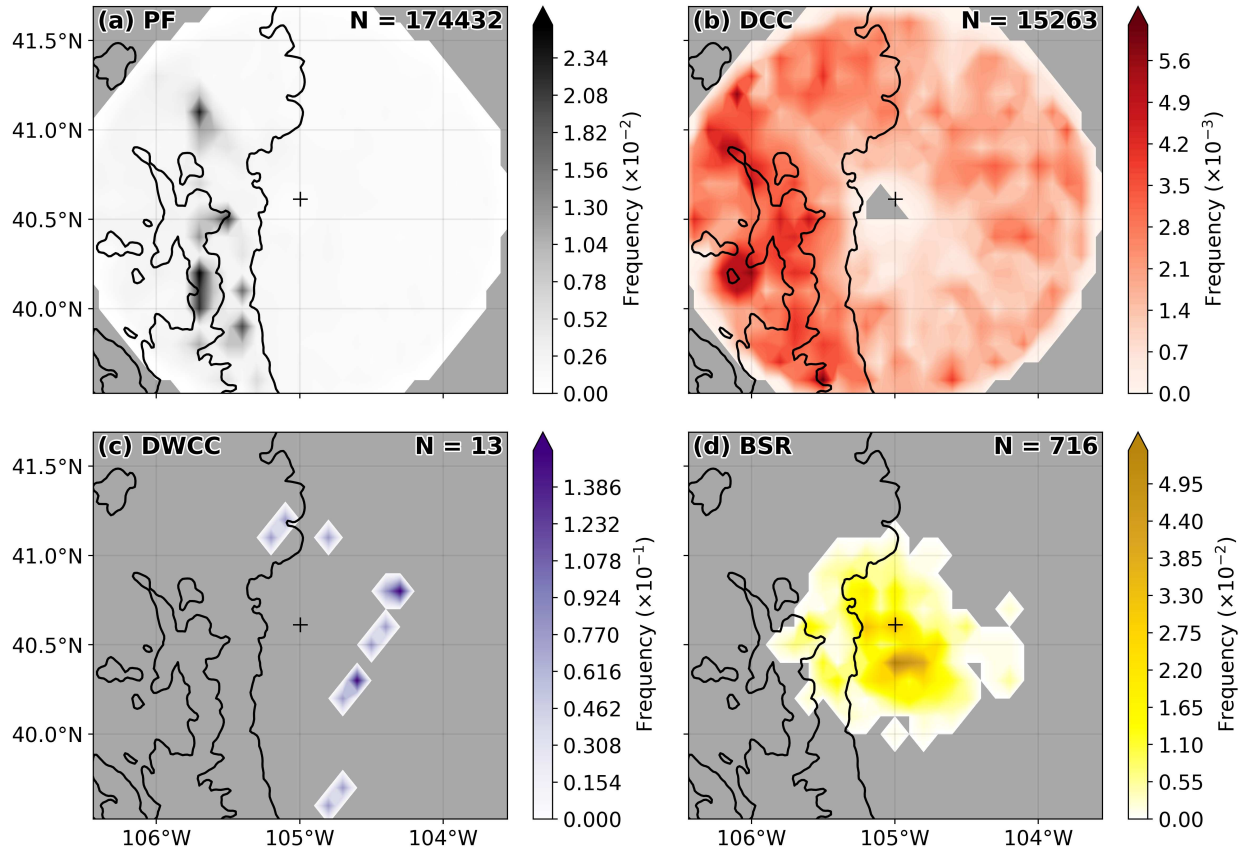 (a) PF
N = 174432
41.5°N
41.0°N
40.5°N
40.0°N
2.34
2.08
1.82
1.56
1.30
1.04
0.78
0.52
0.26
0.00
Frequency (×10⁻²)
(b) DCC
N = 15263
5.6
4.9
4.2
3.5
2.8
2.1
1.4
0.7
0.0
Frequency (×10⁻³)
(c) DWCC
N = 13
41.5°N
41.0°N
40.5°N
40.0°N
106°W
105°W
104°W
1.386
1.232
1.078
0.924
0.770
0.616
0.462
0.308
0.154
0.000
Frequency (×10⁻¹)
(d) BSR
N = 716
106°W
105°W
104°W
4.95
4.40
3.85
3.30
2.75
2.20
1.65
1.10
0.55
0.00
Frequency (×10⁻²)